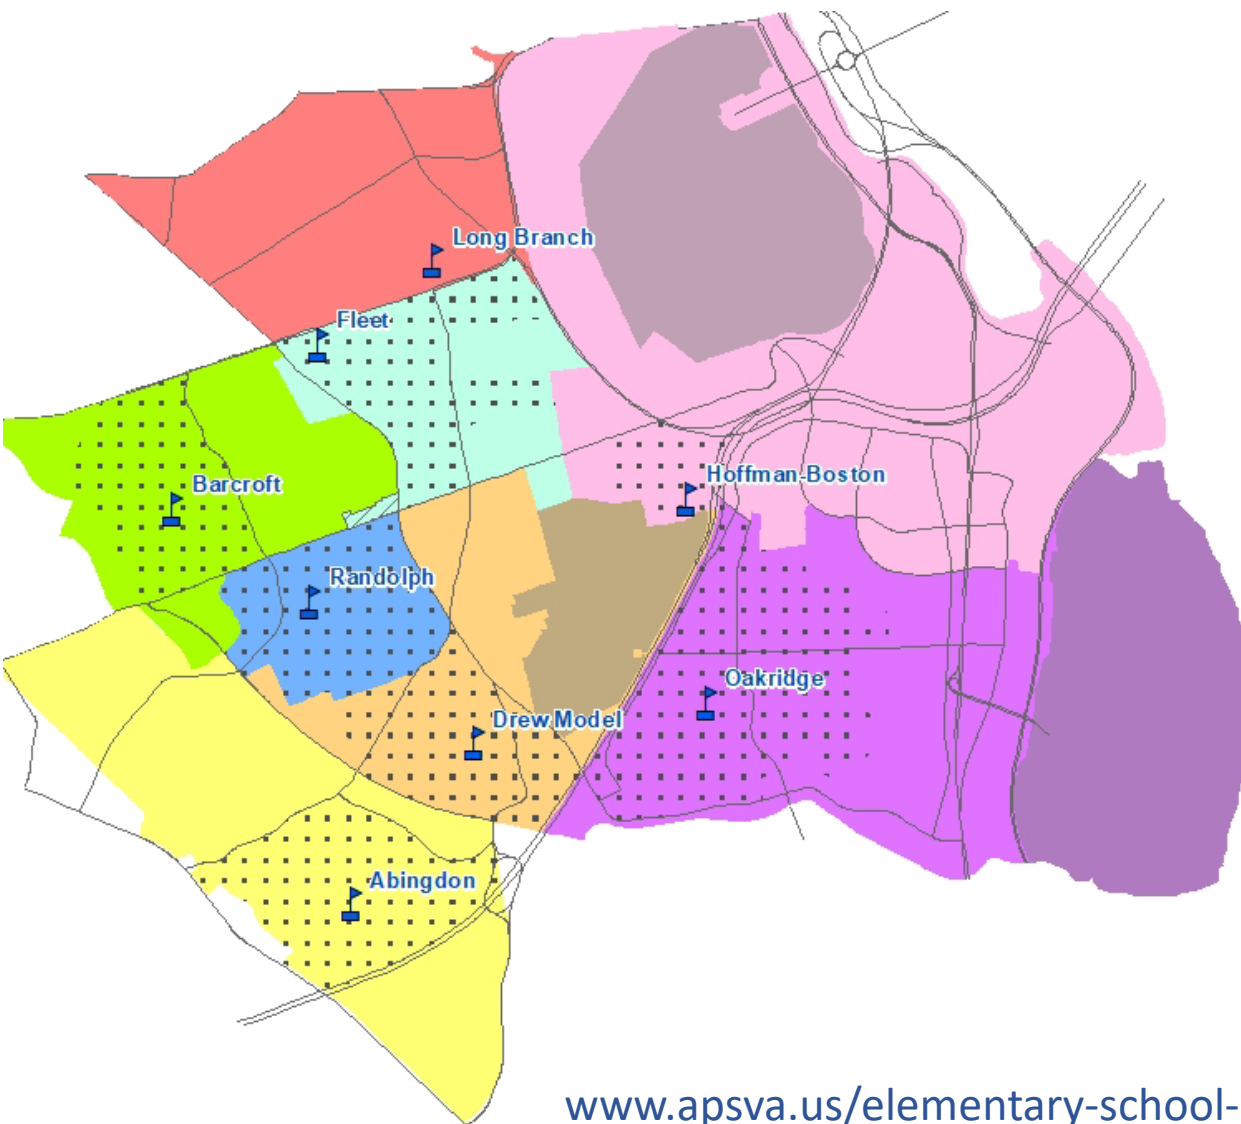 Long Branch
Fleet
Hoffman-Boston
Barcroft
Randolph
Oakridge
Drew Model
Abingdon
www.apsva.us/elementary-school-